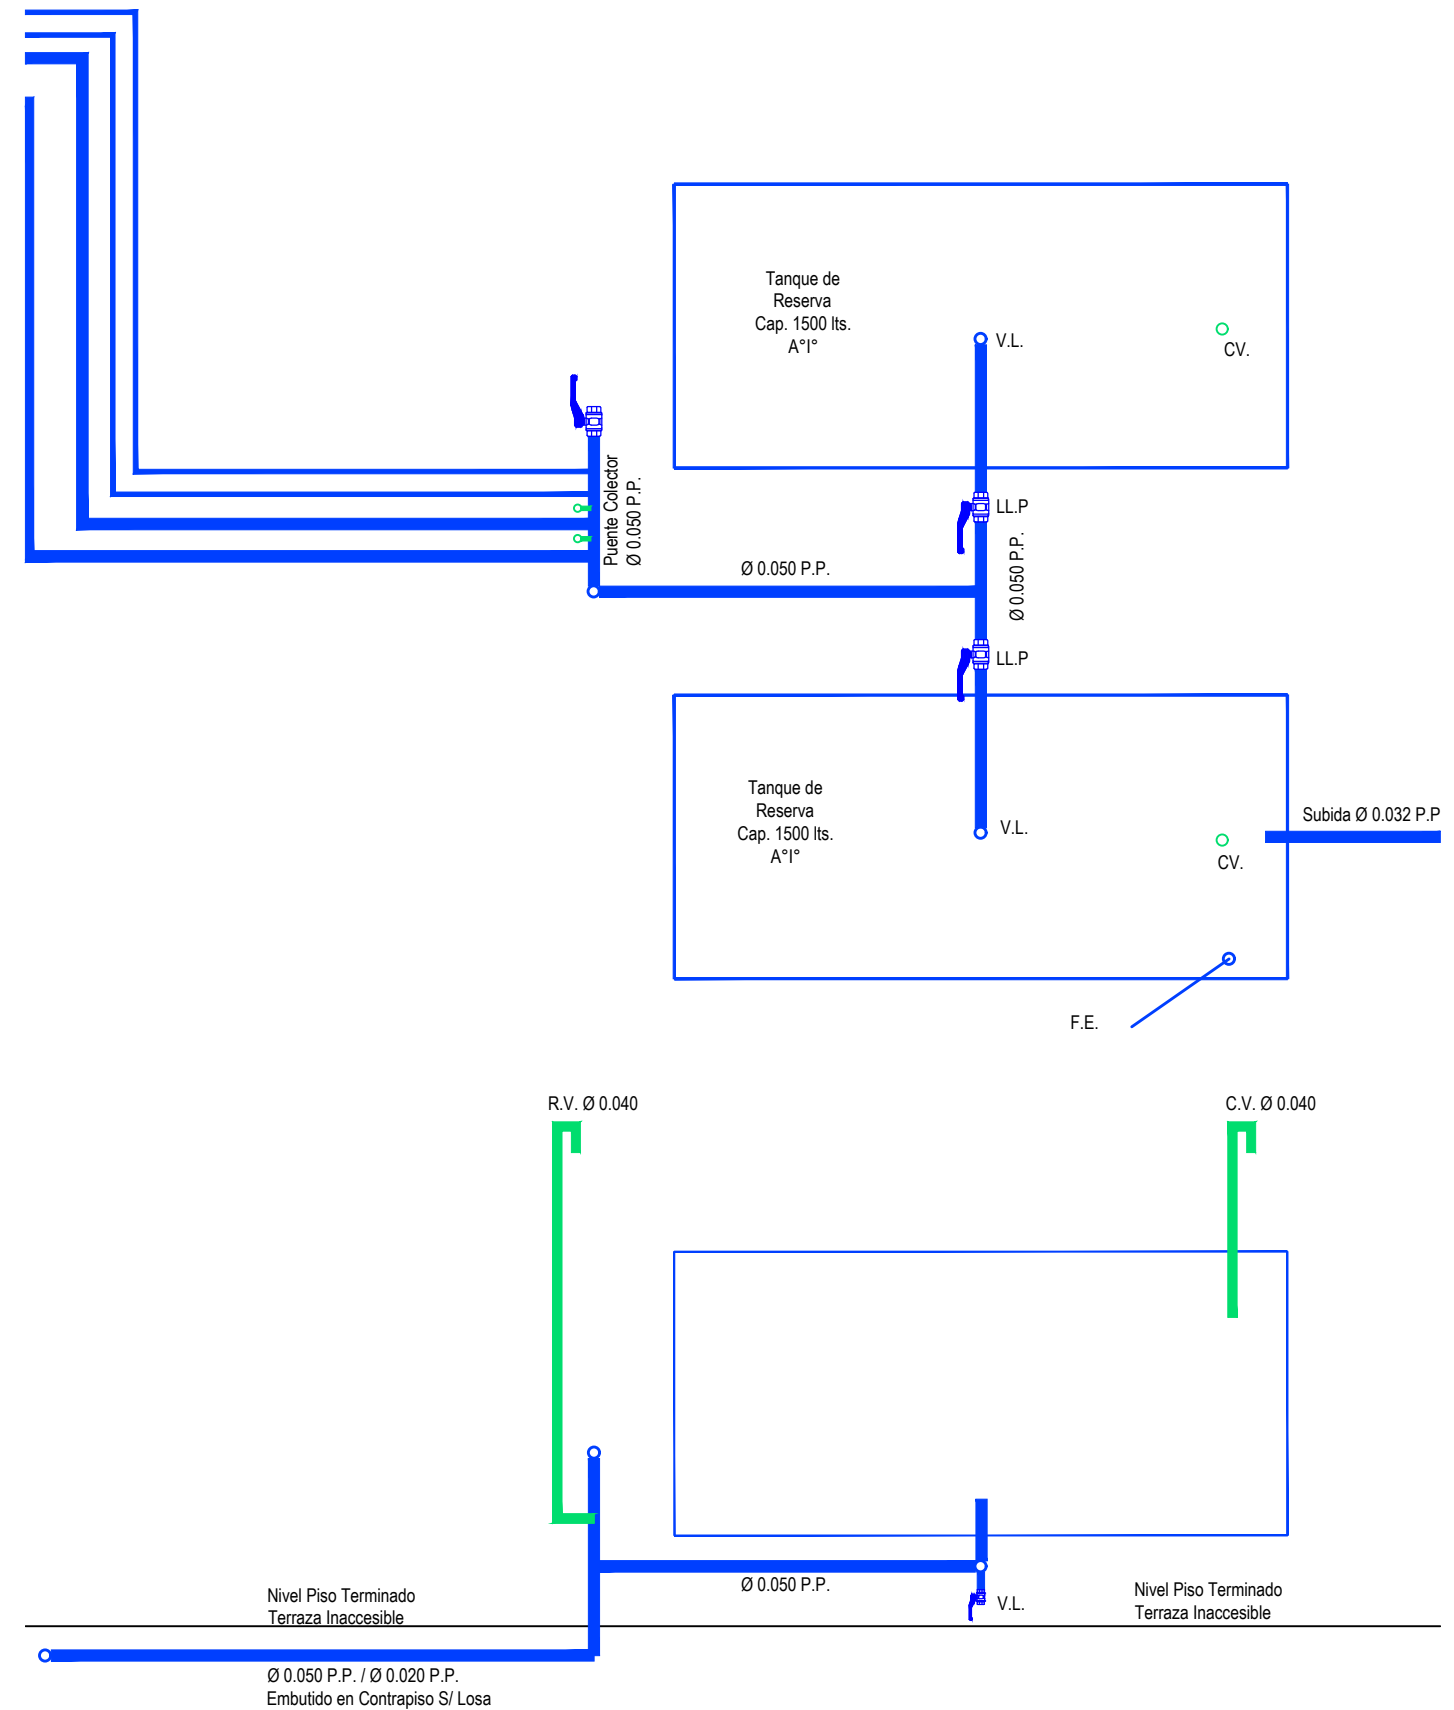 Tanque de
Reserva
Cap. 1500 lts.
A°I°
V.L.
CV.
Puente Colector
Ø 0.050 P.P.
LL.P
Ø 0.050 P.P.
Ø 0.050 P.P.
LL.P
Tanque de
Reserva
Cap. 1500 lts.
A°I°
V.L.
CV.
Subida Ø 0.032 P.P
F.E.
R.V. Ø 0.040
C.V. Ø 0.040
Ø 0.050 P.P.
V.L.
Nivel Piso Terminado
Terraza Inaccesible
Nivel Piso Terminado
Terraza Inaccesible
Ø 0.050 P.P. / Ø 0.020 P.P.
Embutido en Contrapiso S/ Losa